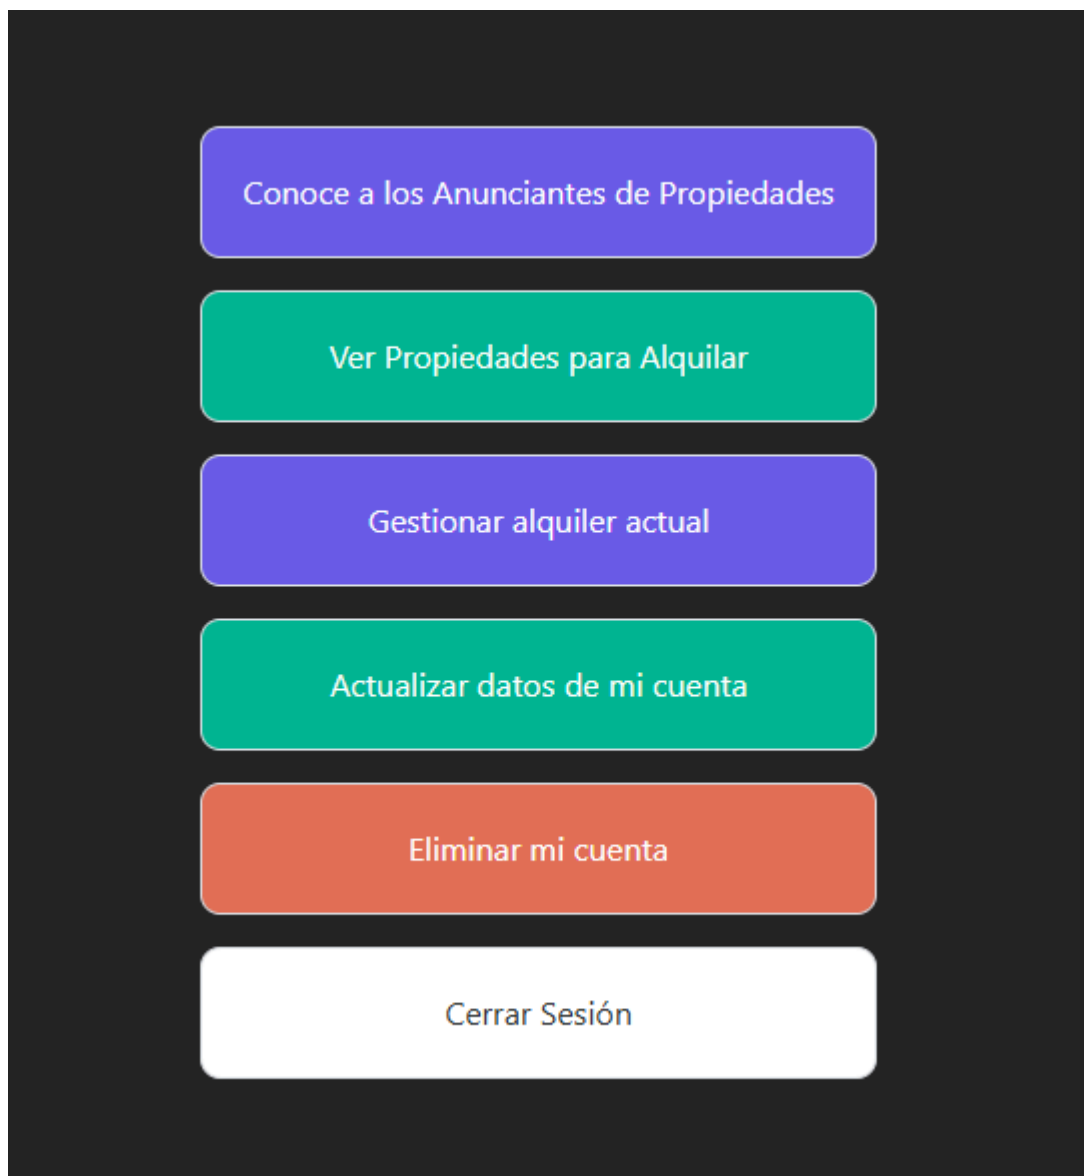 Conoce a los Anunciantes de Propiedades
Ver Propiedades para Alquilar
Gestionar alquiler actual
Actualizar datos de mi cuenta
Eliminar mi cuenta
Cerrar Sesión